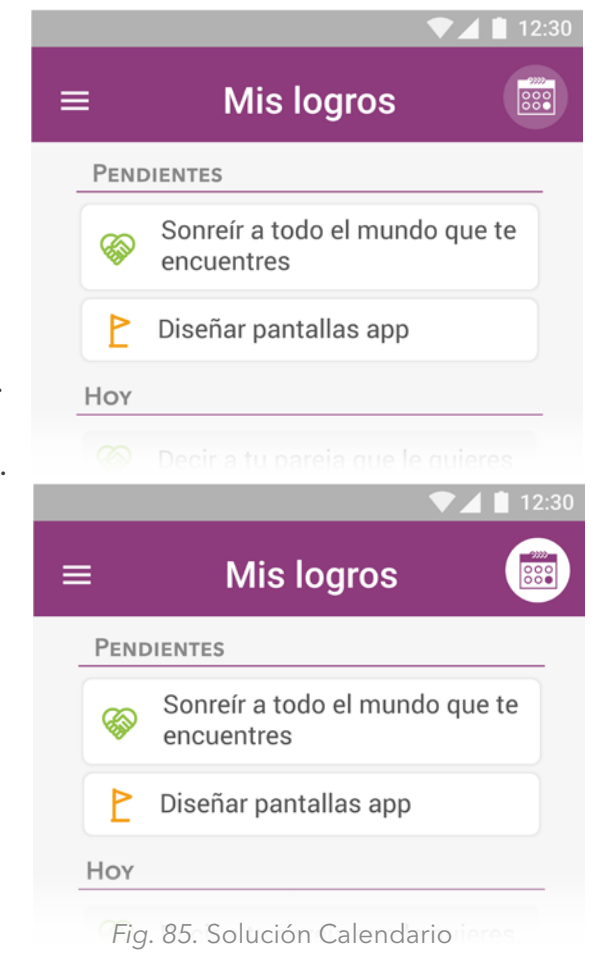 12:30
Mis logros
Pendientes
Sonreír a todo el mundo que te
encuentres
Diseñar pantallas app
Hoy
Decir a tu pareja que le quieres
12:30
Mis logros
Pendientes
Sonreír a todo el mundo que te
encuentres
Diseñar pantallas app
Hoy
Fig. 85. Solución Calendario